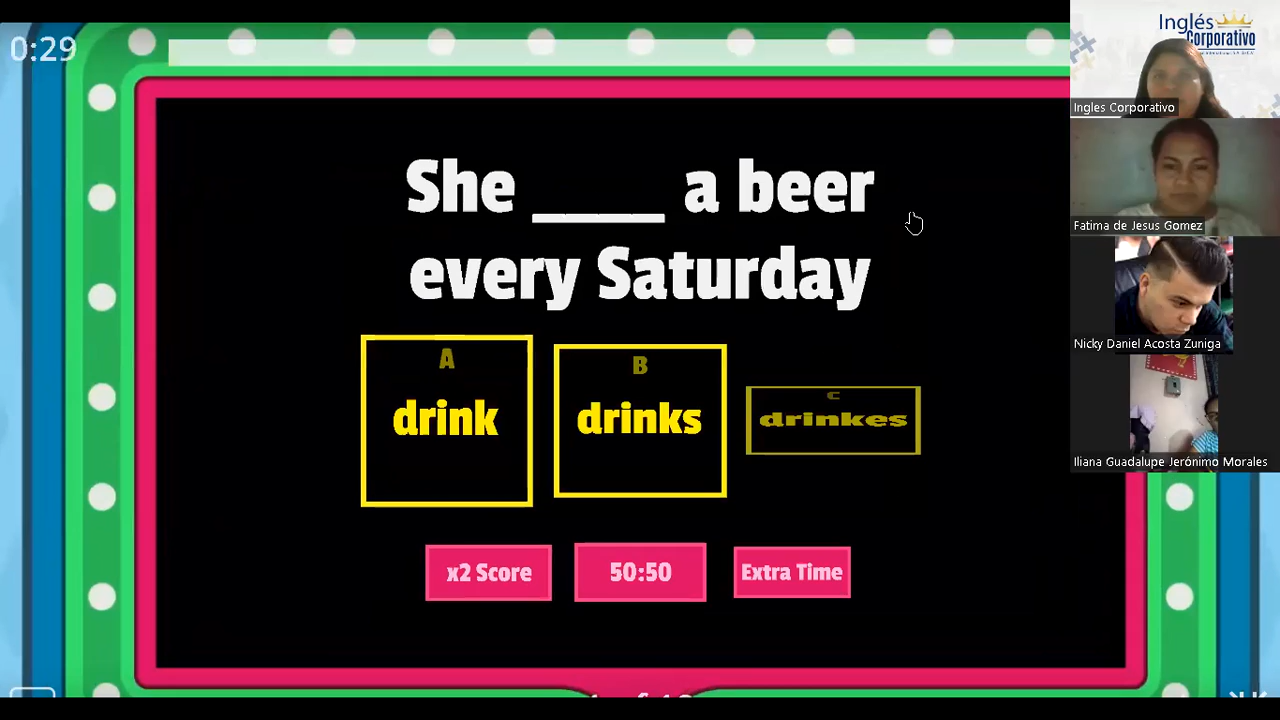 0:29
She ____ a beer
every Saturday
A
drink
B
drinks
C
drinkes
x2 Score
50:50
Extra Time
Inglés
Corporativo
Ingles Corporativo
Fatima de Jesus Gomez
Nicky Daniel Acosta Zuniga
Iliana Guadalupe Jerónimo Morales